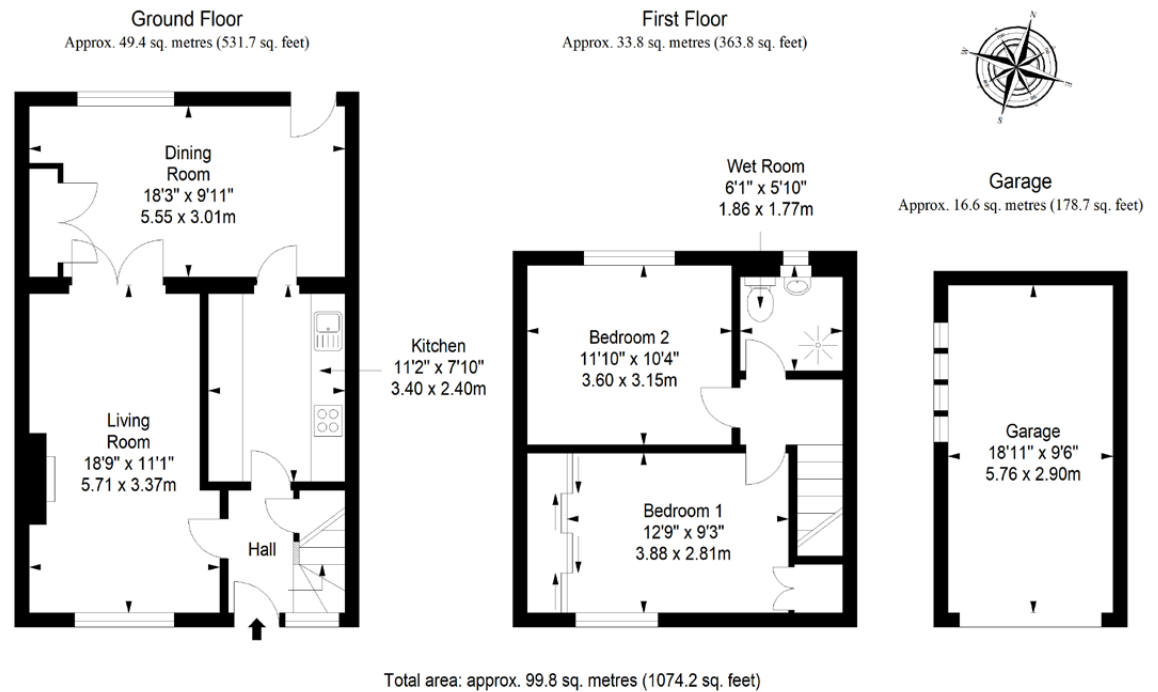 Ground Floor
Approx. 49.4 sq. metres (531.7 sq. feet)
Dining
Room
18'3" x 9'11"
5.55 x 3.01m
Kitchen
11'2" x 7'10"
3.40 x 2.40m
Living
Room
18'9" x 11'1"
5.71 x 3.37m
Hall
First Floor
Approx. 33.8 sq. metres (363.8 sq. feet)
Wet Room
6'1" x 5'10"
1.86 x 1.77m
Bedroom 2
11'10" x 10'4"
3.60 x 3.15m
Bedroom 1
12'9" x 9'3"
3.88 x 2.81m
N
W
E
S
Garage
Approx. 16.6 sq. metres (178.7 sq. feet)
Garage
18'11" x 9'6"
5.76 x 2.90m
Total area: approx. 99.8 sq. metres (1074.2 sq. feet)